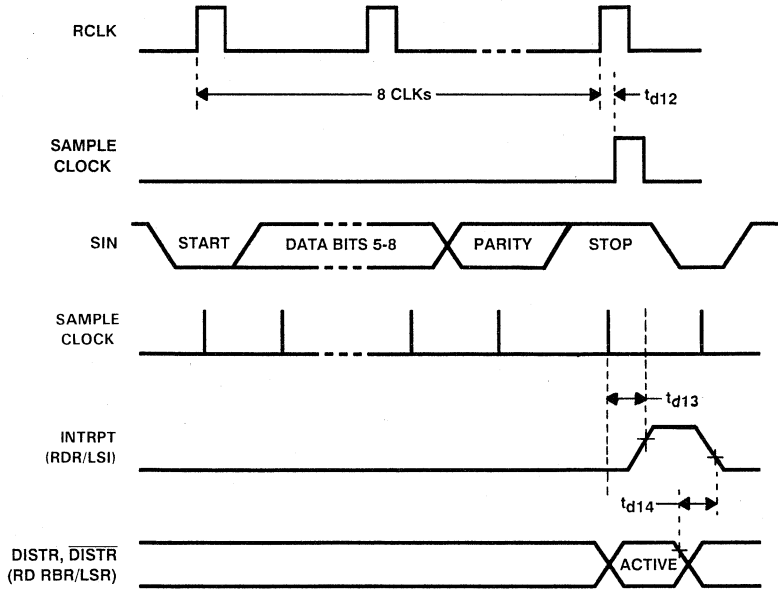 RCLK
8 CLKs
td12
SAMPLE
CLOCK
SIN
START
DATA BITS 5-8
PARITY
STOP
SAMPLE
CLOCK
td13
INTRPT
(RDR/LSI)
td14
DISTR, DISTR
(RD RBR/LSR)
ACTIVE